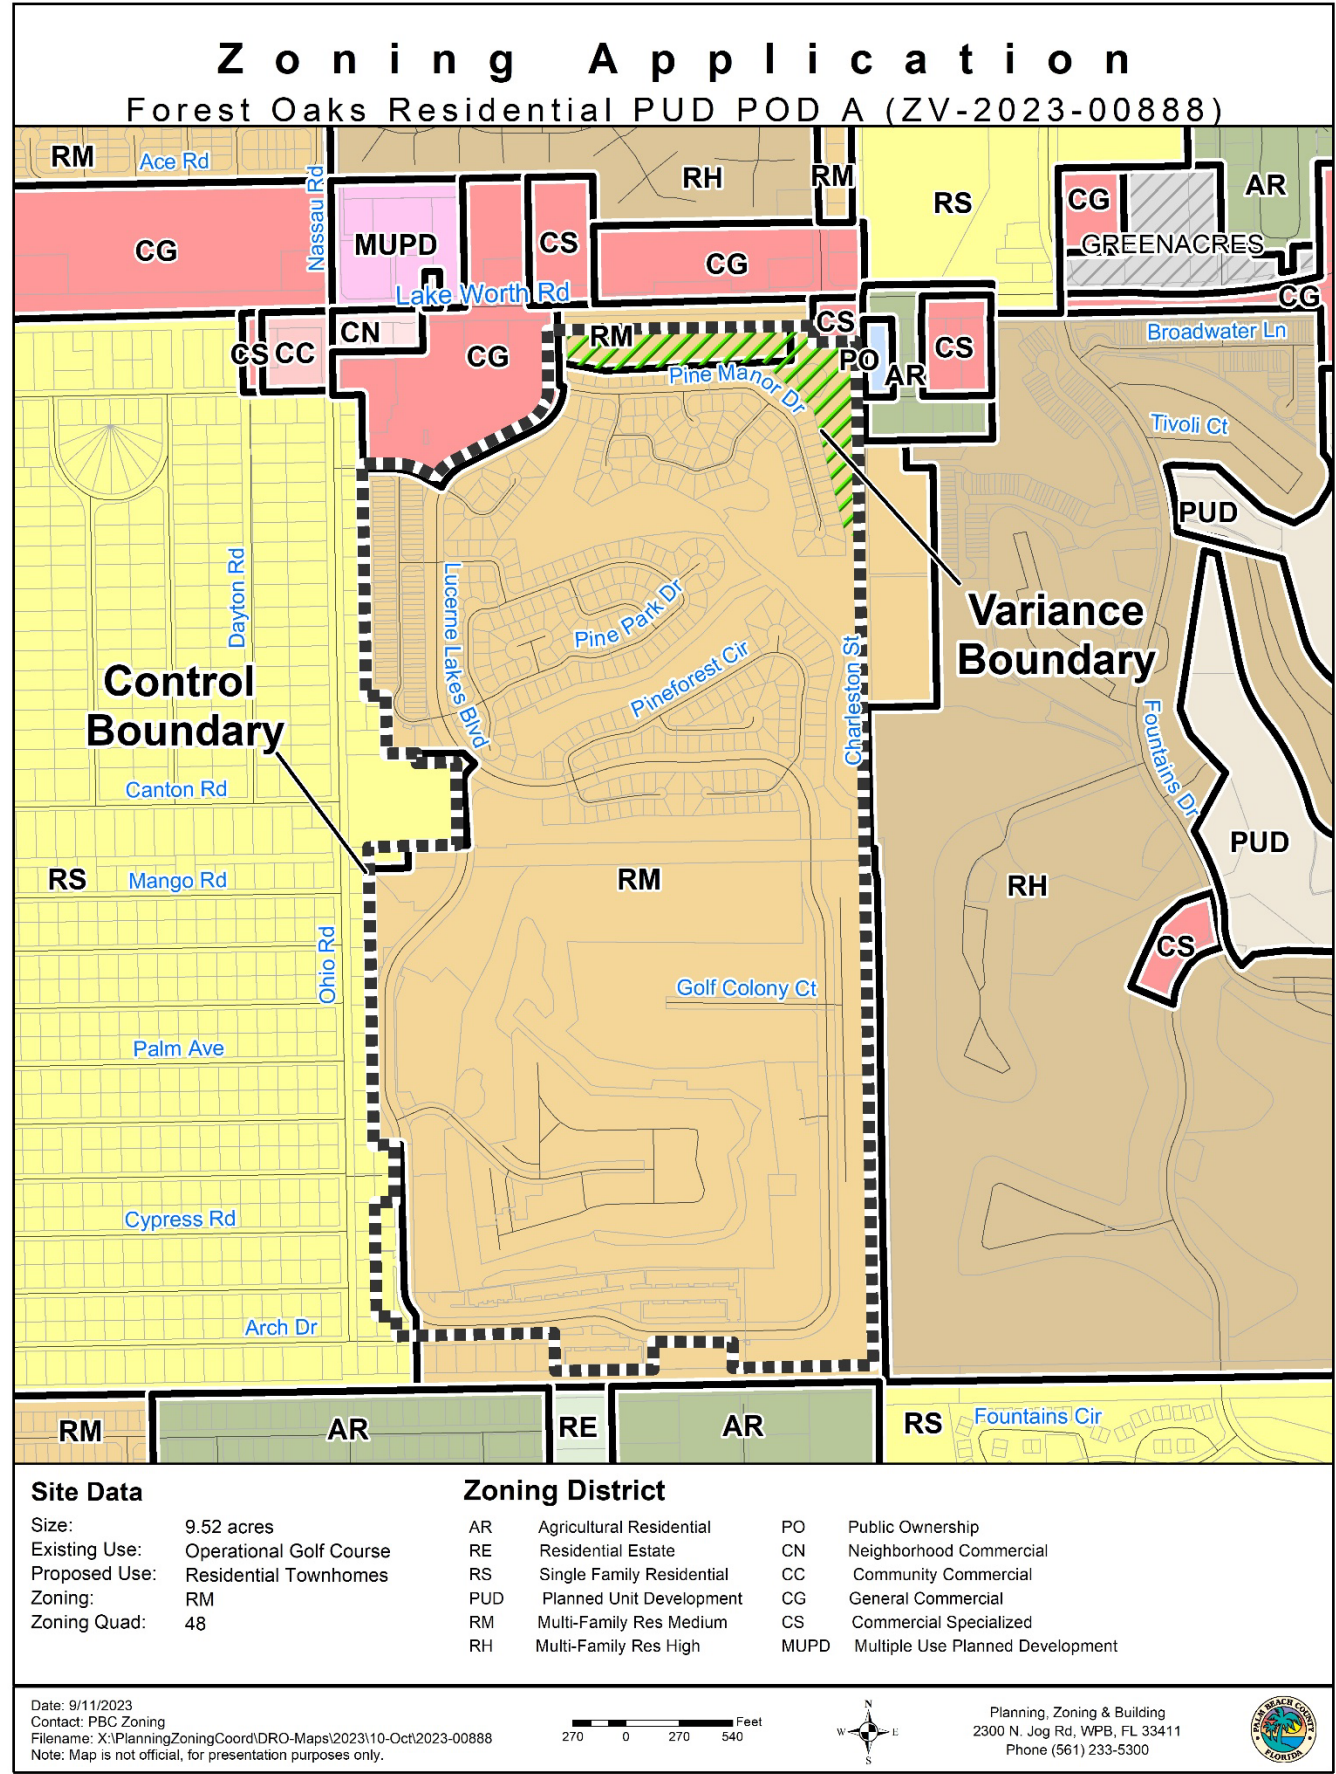 Zoning Application
Forest Oaks Residential PUD POD A (ZV-2023-00888)
RM
Ace Rd
Nassau Rd
RH
RM
RS
CG
AR
GREENACRES
CG
MUPD
CS
CG
CG
Lake Worth Rd
CS
CC
CN
CG
RM
CS
PO
AR
CS
Broadwater Ln
Pine Manor Dr
Tivoli Ct
PUD
Dayton Rd
Lucerne Lakes Blvd
Pine Park Dr
Pineforest Cir
Charleston St
Variance
Boundary
Control
Boundary
Fountains Dr
Canton Rd
PUD
RS
Mango Rd
RM
RH
CS
Ohio Rd
Golf Colony Ct
Palm Ave
Cypress Rd
Arch Dr
RM
AR
RE
AR
RS
Fountains Cir
Site Data
Size: 9.52 acres
Existing Use: Operational Golf Course
Proposed Use: Residential Townhomes
Zoning: RM
Zoning Quad: 48
Zoning District
AR Agricultural Residential
RE Residential Estate
RS Single Family Residential
PUD Planned Unit Development
RM Multi-Family Res Medium
RH Multi-Family Res High
PO Public Ownership
CN Neighborhood Commercial
CC Community Commercial
CG General Commercial
CS Commercial Specialized
MUPD Multiple Use Planned Development
Date: 9/11/2023
Contact: PBC Zoning
Filename: X:\PlanningZoningCoord\DRO-Maps\2023\10-Oct\2023-00888
Note: Map is not official, for presentation purposes only.
Feet
270 0 270 540
N
W E
S
Planning, Zoning & Building
2300 N. Jog Rd, WPB, FL 33411
Phone (561) 233-5300
PALM BEACH COUNTY
FLORIDA